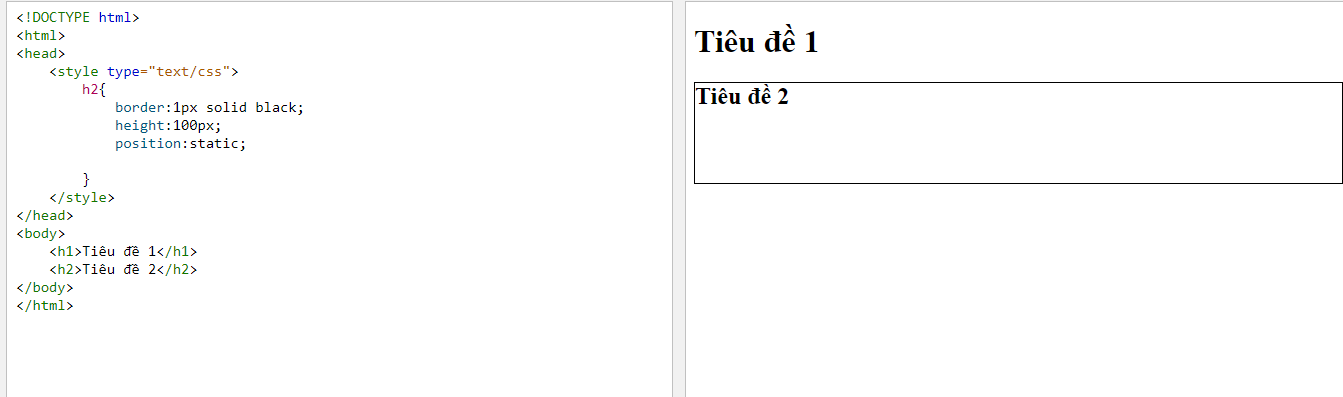 <!DOCTYPE html>
<html>
<head>
    <style type="text/css">
        h2{
            border:1px solid black;
            height:100px;
            position:static;
        }
    </style>
</head>
<body>
    <h1>Tiêu đề 1</h1>
    <h2>Tiêu đề 2</h2>
</body>
</html>
Tiêu đề 1
Tiêu đề 2